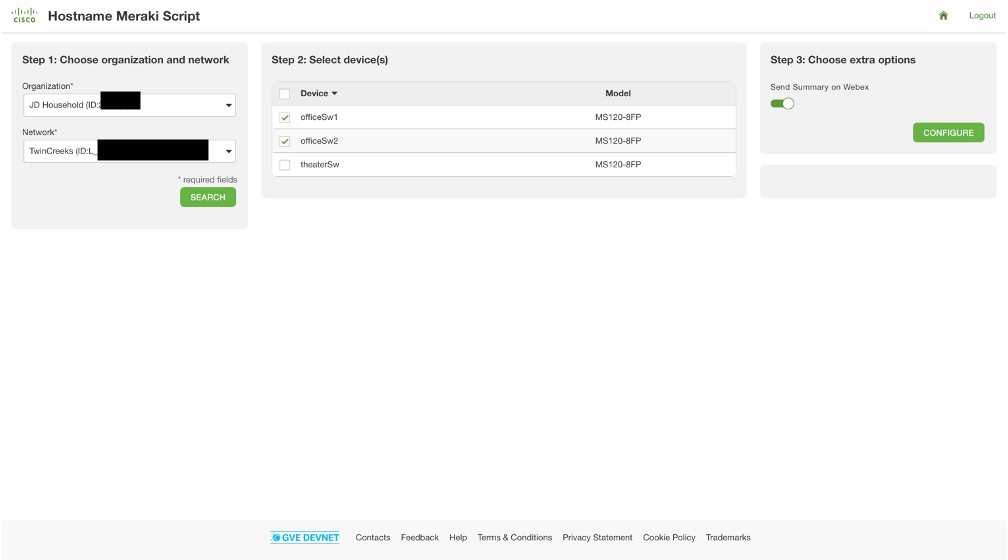 CISCO Hostname Meraki Script Logout
Step 1: Choose organization and network
Organization*
JD Household (ID:
Network*
TwinCreeks (ID:L_
* required fields
SEARCH
Step 2: Select device(s)
Device Model
officeSw1 MS120-8FP
officeSw2 MS120-8FP
theaterSw MS120-8FP
Step 3: Choose extra options
Send Summary on Webex
CONFIGURE
GVE DEVNET Contacts Feedback Help Terms & Conditions Privacy Statement Cookie Policy Trademarks